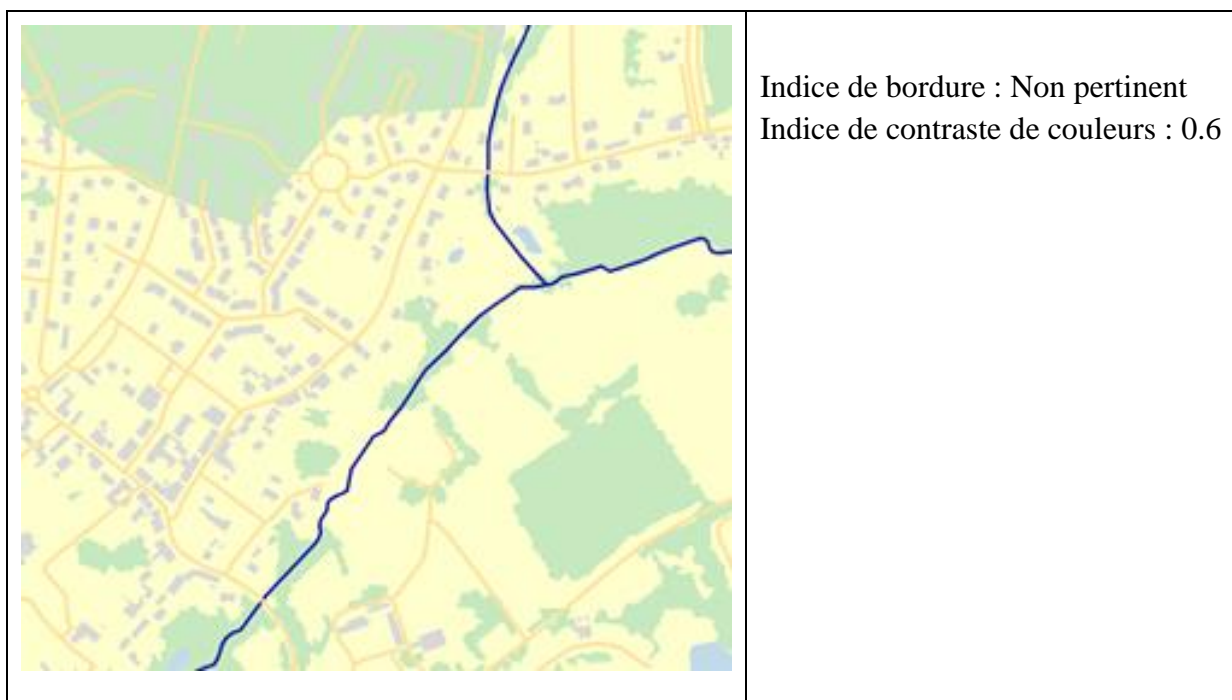 Indice de bordure : Non pertinent
Indice de contraste de couleurs : 0.6